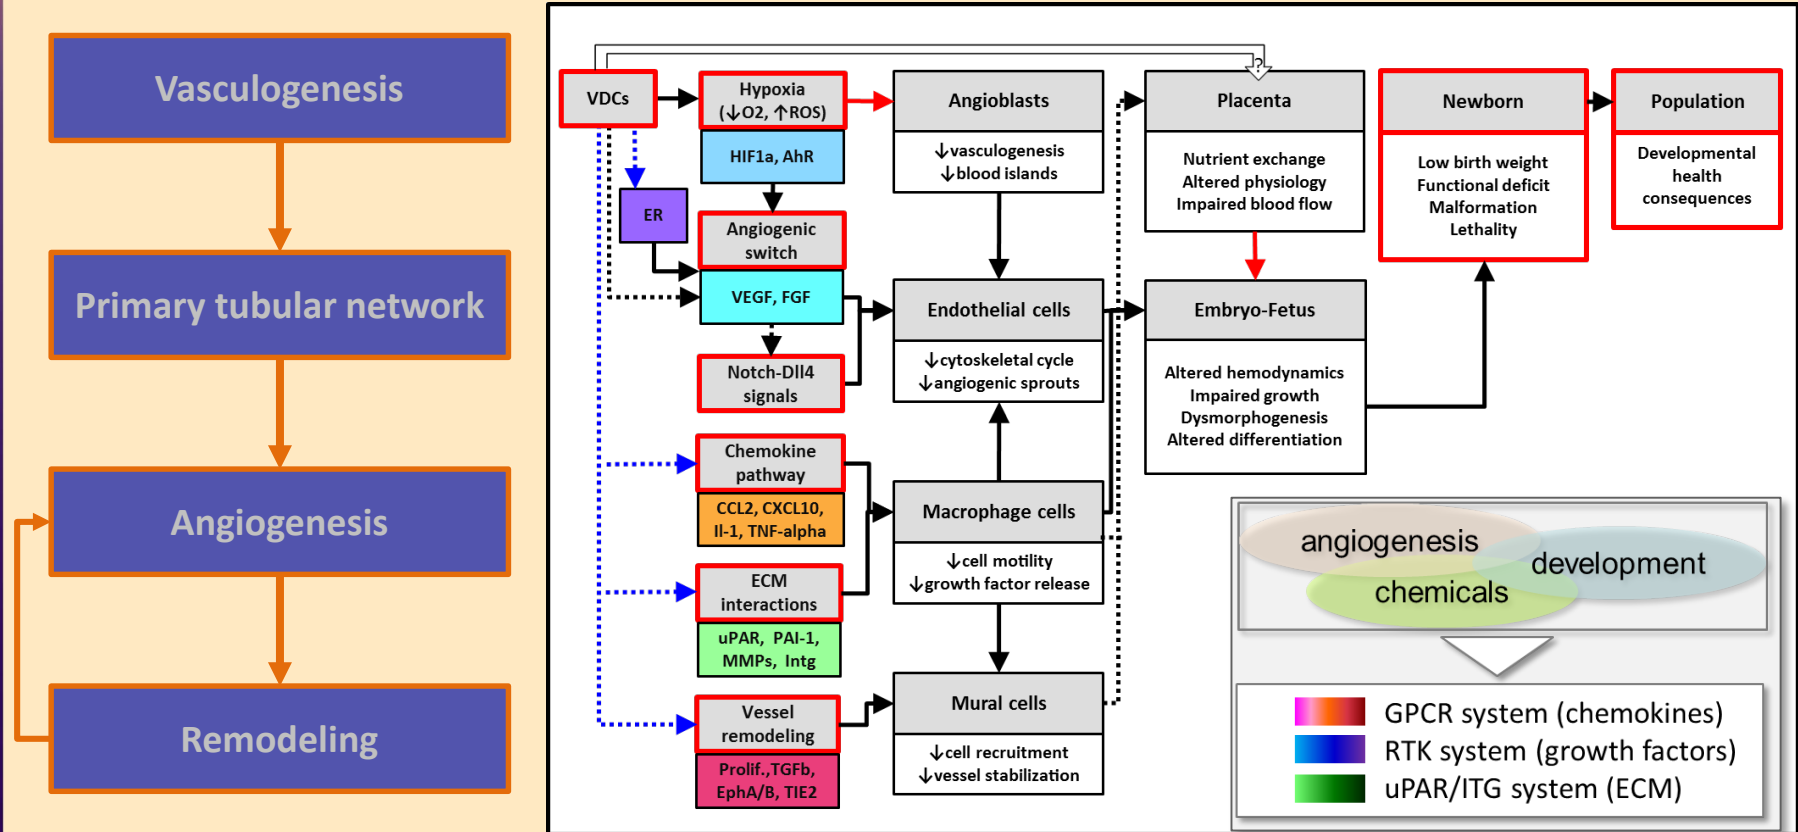 Vasculogenesis
Primary tubular network
Angiogenesis
Remodeling
VDCs
Hypoxia
(↓O2, ↑ROS)
HIF1a, AhR
ER
Angiogenic
switch
VEGF, FGF
Notch-Dll4
signals
Chemokine
pathway
CCL2, CXCL10,
Il-1, TNF-alpha
ECM
interactions
uPAR, PAI-1,
MMPs, Intg
Vessel
remodeling
Prolif.,TGFb,
EphA/B, TIE2
Angioblasts
↓vasculogenesis
↓blood islands
Endothelial cells
↓cytoskeletal cycle
↓angiogenic sprouts
Macrophage cells
↓cell motility
↓growth factor release
Mural cells
↓cell recruitment
↓vessel stabilization
?
Placenta
Nutrient exchange
Altered physiology
Impaired blood flow
Embryo-Fetus
Altered hemodynamics
Impaired growth
Dysmorphogenesis
Altered differentiation
Newborn
Low birth weight
Functional deficit
Malformation
Lethality
Population
Developmental
health
consequences
angiogenesis
development
chemicals
GPCR system (chemokines)
RTK system (growth factors)
uPAR/ITG system (ECM)